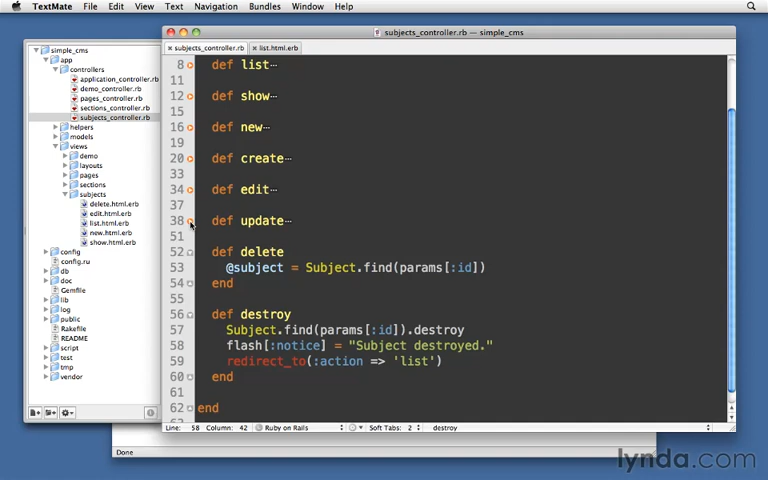 TextMate File Edit View Text Navigation Bundles Window Help
subjects_controller.rb — simple_cms
subjects_controller.rb list.html.erb
simple_cms
app
controllers
application_controller.rb
demo_controller.rb
pages_controller.rb
sections_controller.rb
subjects_controller.rb
helpers
models
views
demo
layouts
pages
sections
subjects
delete.html.erb
edit.html.erb
list.html.erb
new.html.erb
show.html.erb
config
config.ru
db
doc
Gemfile
lib
log
public
Rakefile
README
script
test
tmp
vendor
8 def list…
12 def show…
15
16 def new…
19
20 def create…
33
34 def edit…
37
38 def update…
51
52 def delete
53 @subject = Subject.find(params[:id])
54 end
55
56 def destroy
57 Subject.find(params[:id]).destroy
58 flash[:notice] = "Subject destroyed."
59 redirect_to(:action => 'list')
60 end
61
62 end
Line: 58 Column: 42 Ruby on Rails Soft Tabs: 2 destroy
Done
lynda.com